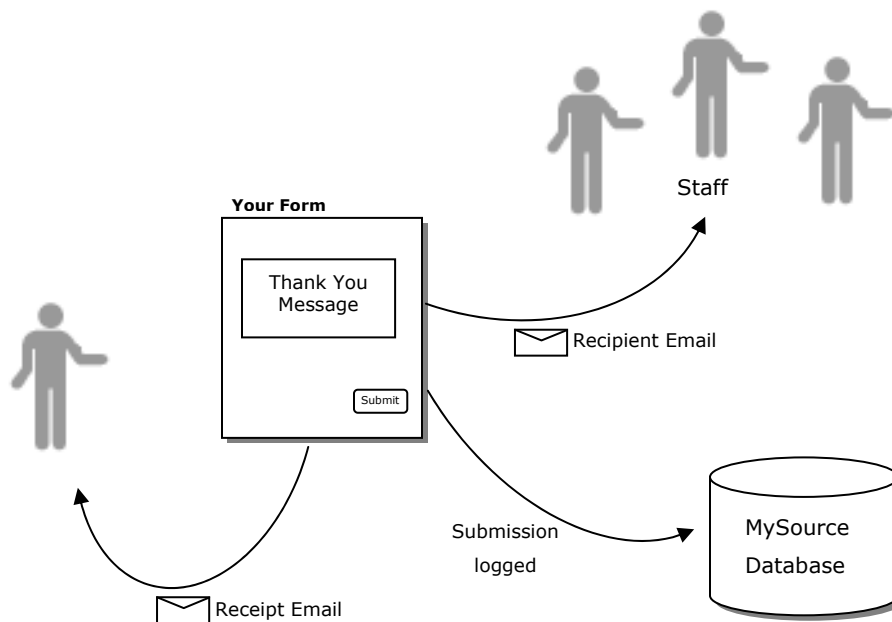 Staff
Your Form
Thank You
Message
Recipient Email
Submit
Submission
logged
MySource
Database
Receipt Email